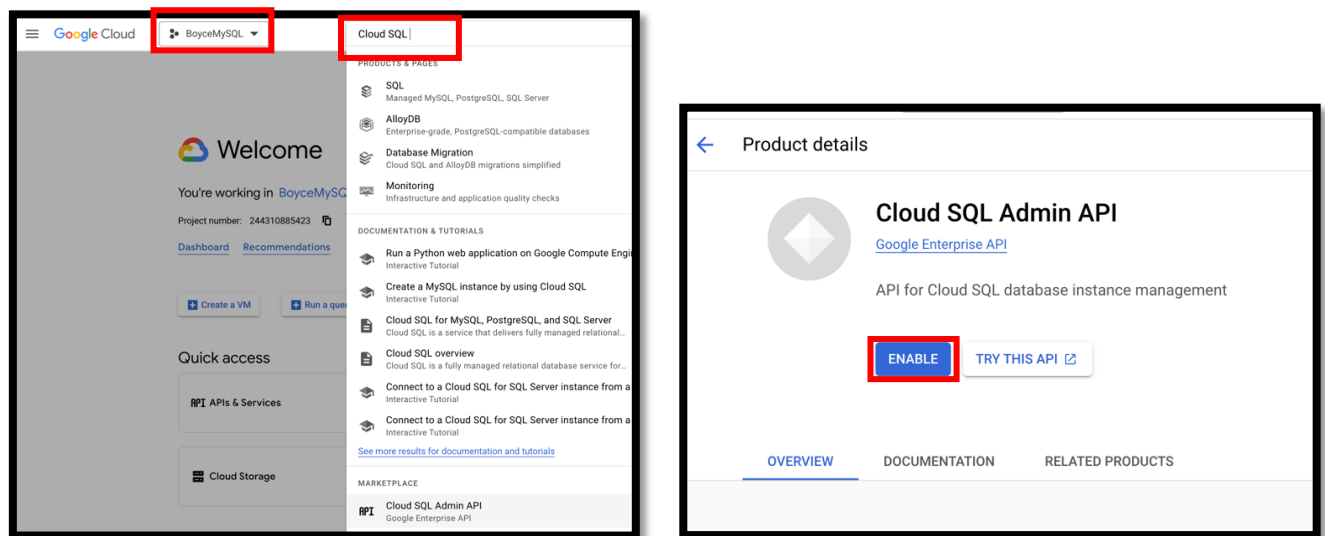 Google Cloud
BoyceMySQL
Cloud SQL
PRODUCTS & PAGES
SQL
Managed MySQL, PostgreSQL, SQL Server
AlloyDB
Enterprise-grade, PostgreSQL-compatible databases
Database Migration
Cloud SQL and AlloyDB migrations simplified
Monitoring
Infrastructure and application quality checks
DOCUMENTATION & TUTORIALS
Run a Python web application on Google Compute Engi
Interactive Tutorial
Create a MySQL instance by using Cloud SQL
Interactive Tutorial
Cloud SQL for MySQL, PostgreSQL, and SQL Server
Cloud SQL is a service that delivers fully managed relational...
Cloud SQL overview
Cloud SQL is a fully managed relational database service for...
Connect to a Cloud SQL for SQL Server instance from a
Interactive Tutorial
Connect to a Cloud SQL for SQL Server instance from a
Interactive Tutorial
See more results for documentation and tutorials
MARKETPLACE
API Cloud SQL Admin API
Google Enterprise API
Welcome
You're working in BoyceMySQ
Project number: 244310885423
Dashboard Recommendations
Create a VM Run a que
Quick access
API APIs & Services
Cloud Storage
Product details
Cloud SQL Admin API
Google Enterprise API
API for Cloud SQL database instance management
ENABLE TRY THIS API
OVERVIEW DOCUMENTATION RELATED PRODUCTS